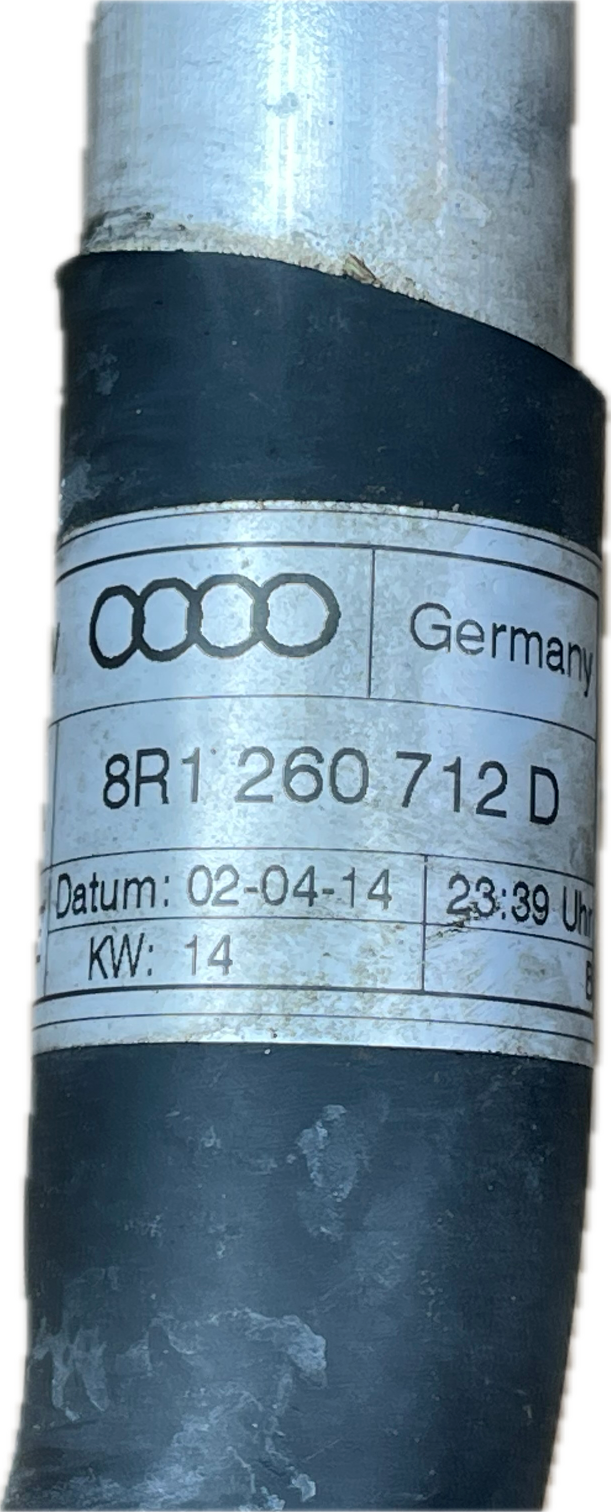 Germany
8R1 260 712 D
Datum: 02-04-14 23:39 Uhr
KW: 14